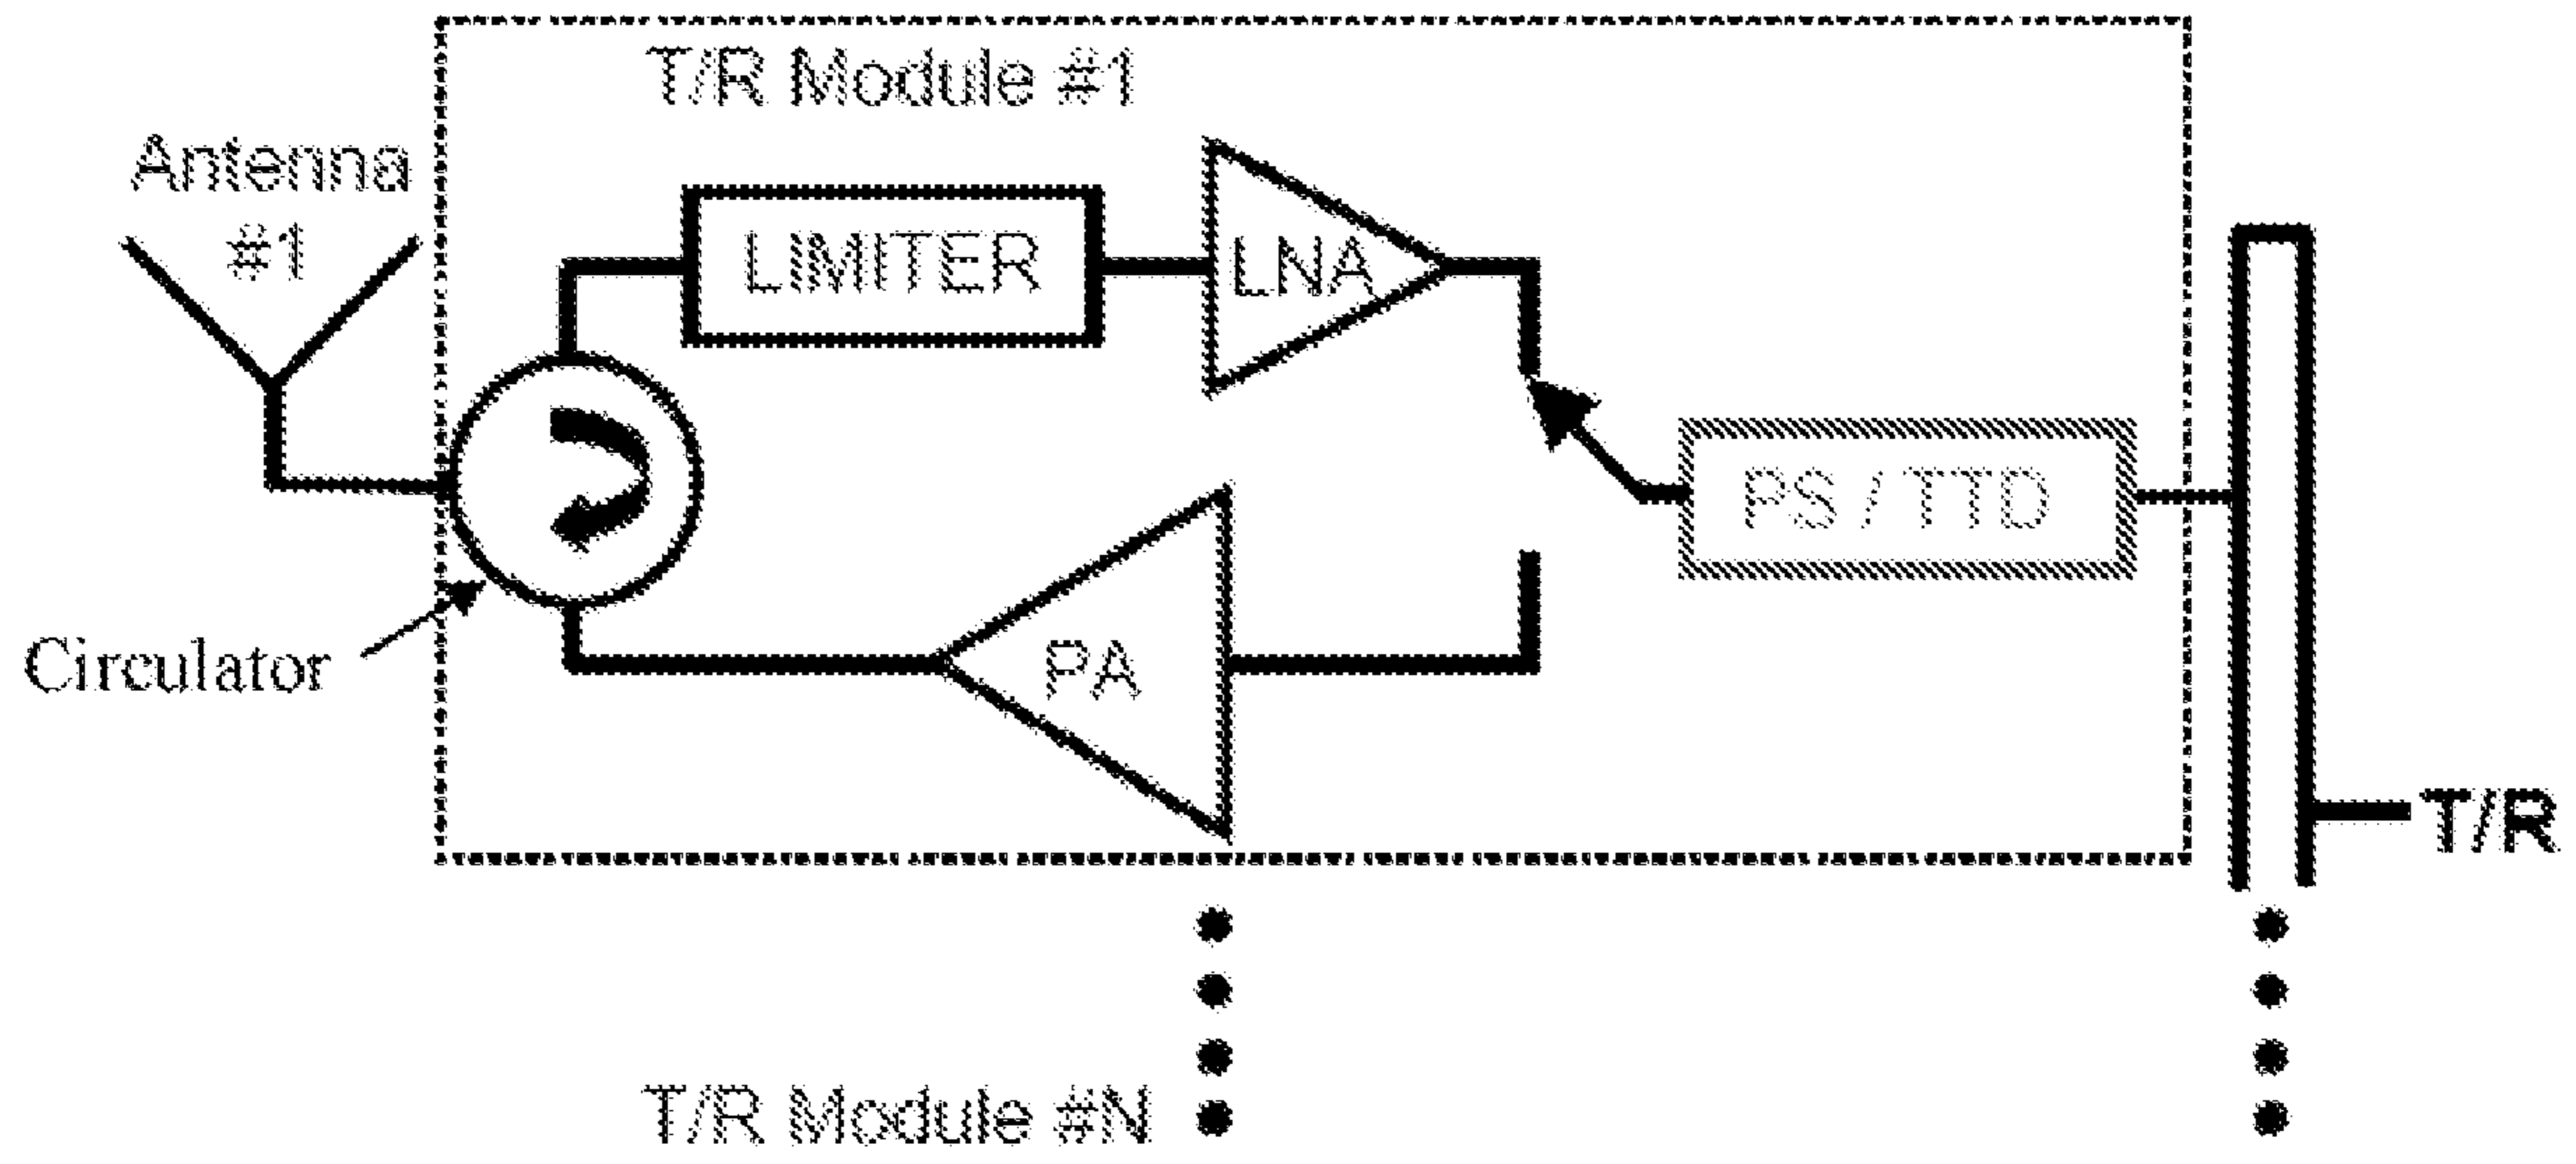 T/R Module #1
Antenna
#1
LIMITER
LNA
PS / TTD
Circulator
PA
T/R
T/R Module #N